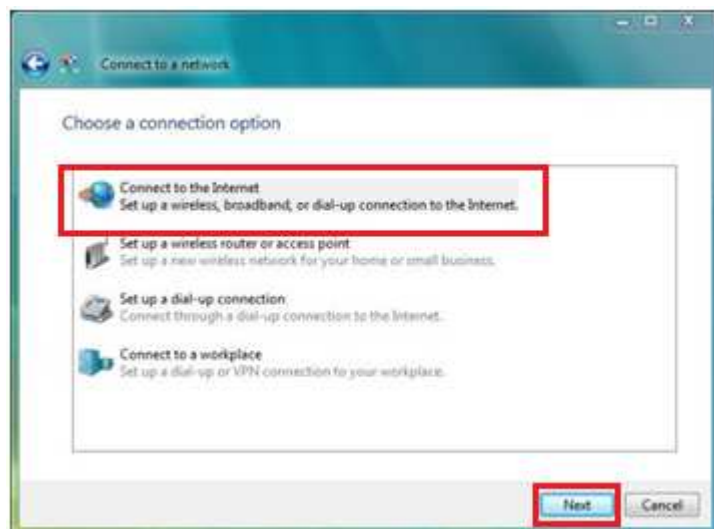 Connect to a network
Choose a connection option
Connect to the Internet
Set up a wireless, broadband, or dial-up connection to the Internet.
Set up a wireless router or access point
Set up a new wireless network for your home or small business.
Set up a dial-up connection
Connect through a dial-up connection to the Internet.
Connect to a workplace
Set up a dial-up or VPN connection to your workplace.
Next
Cancel